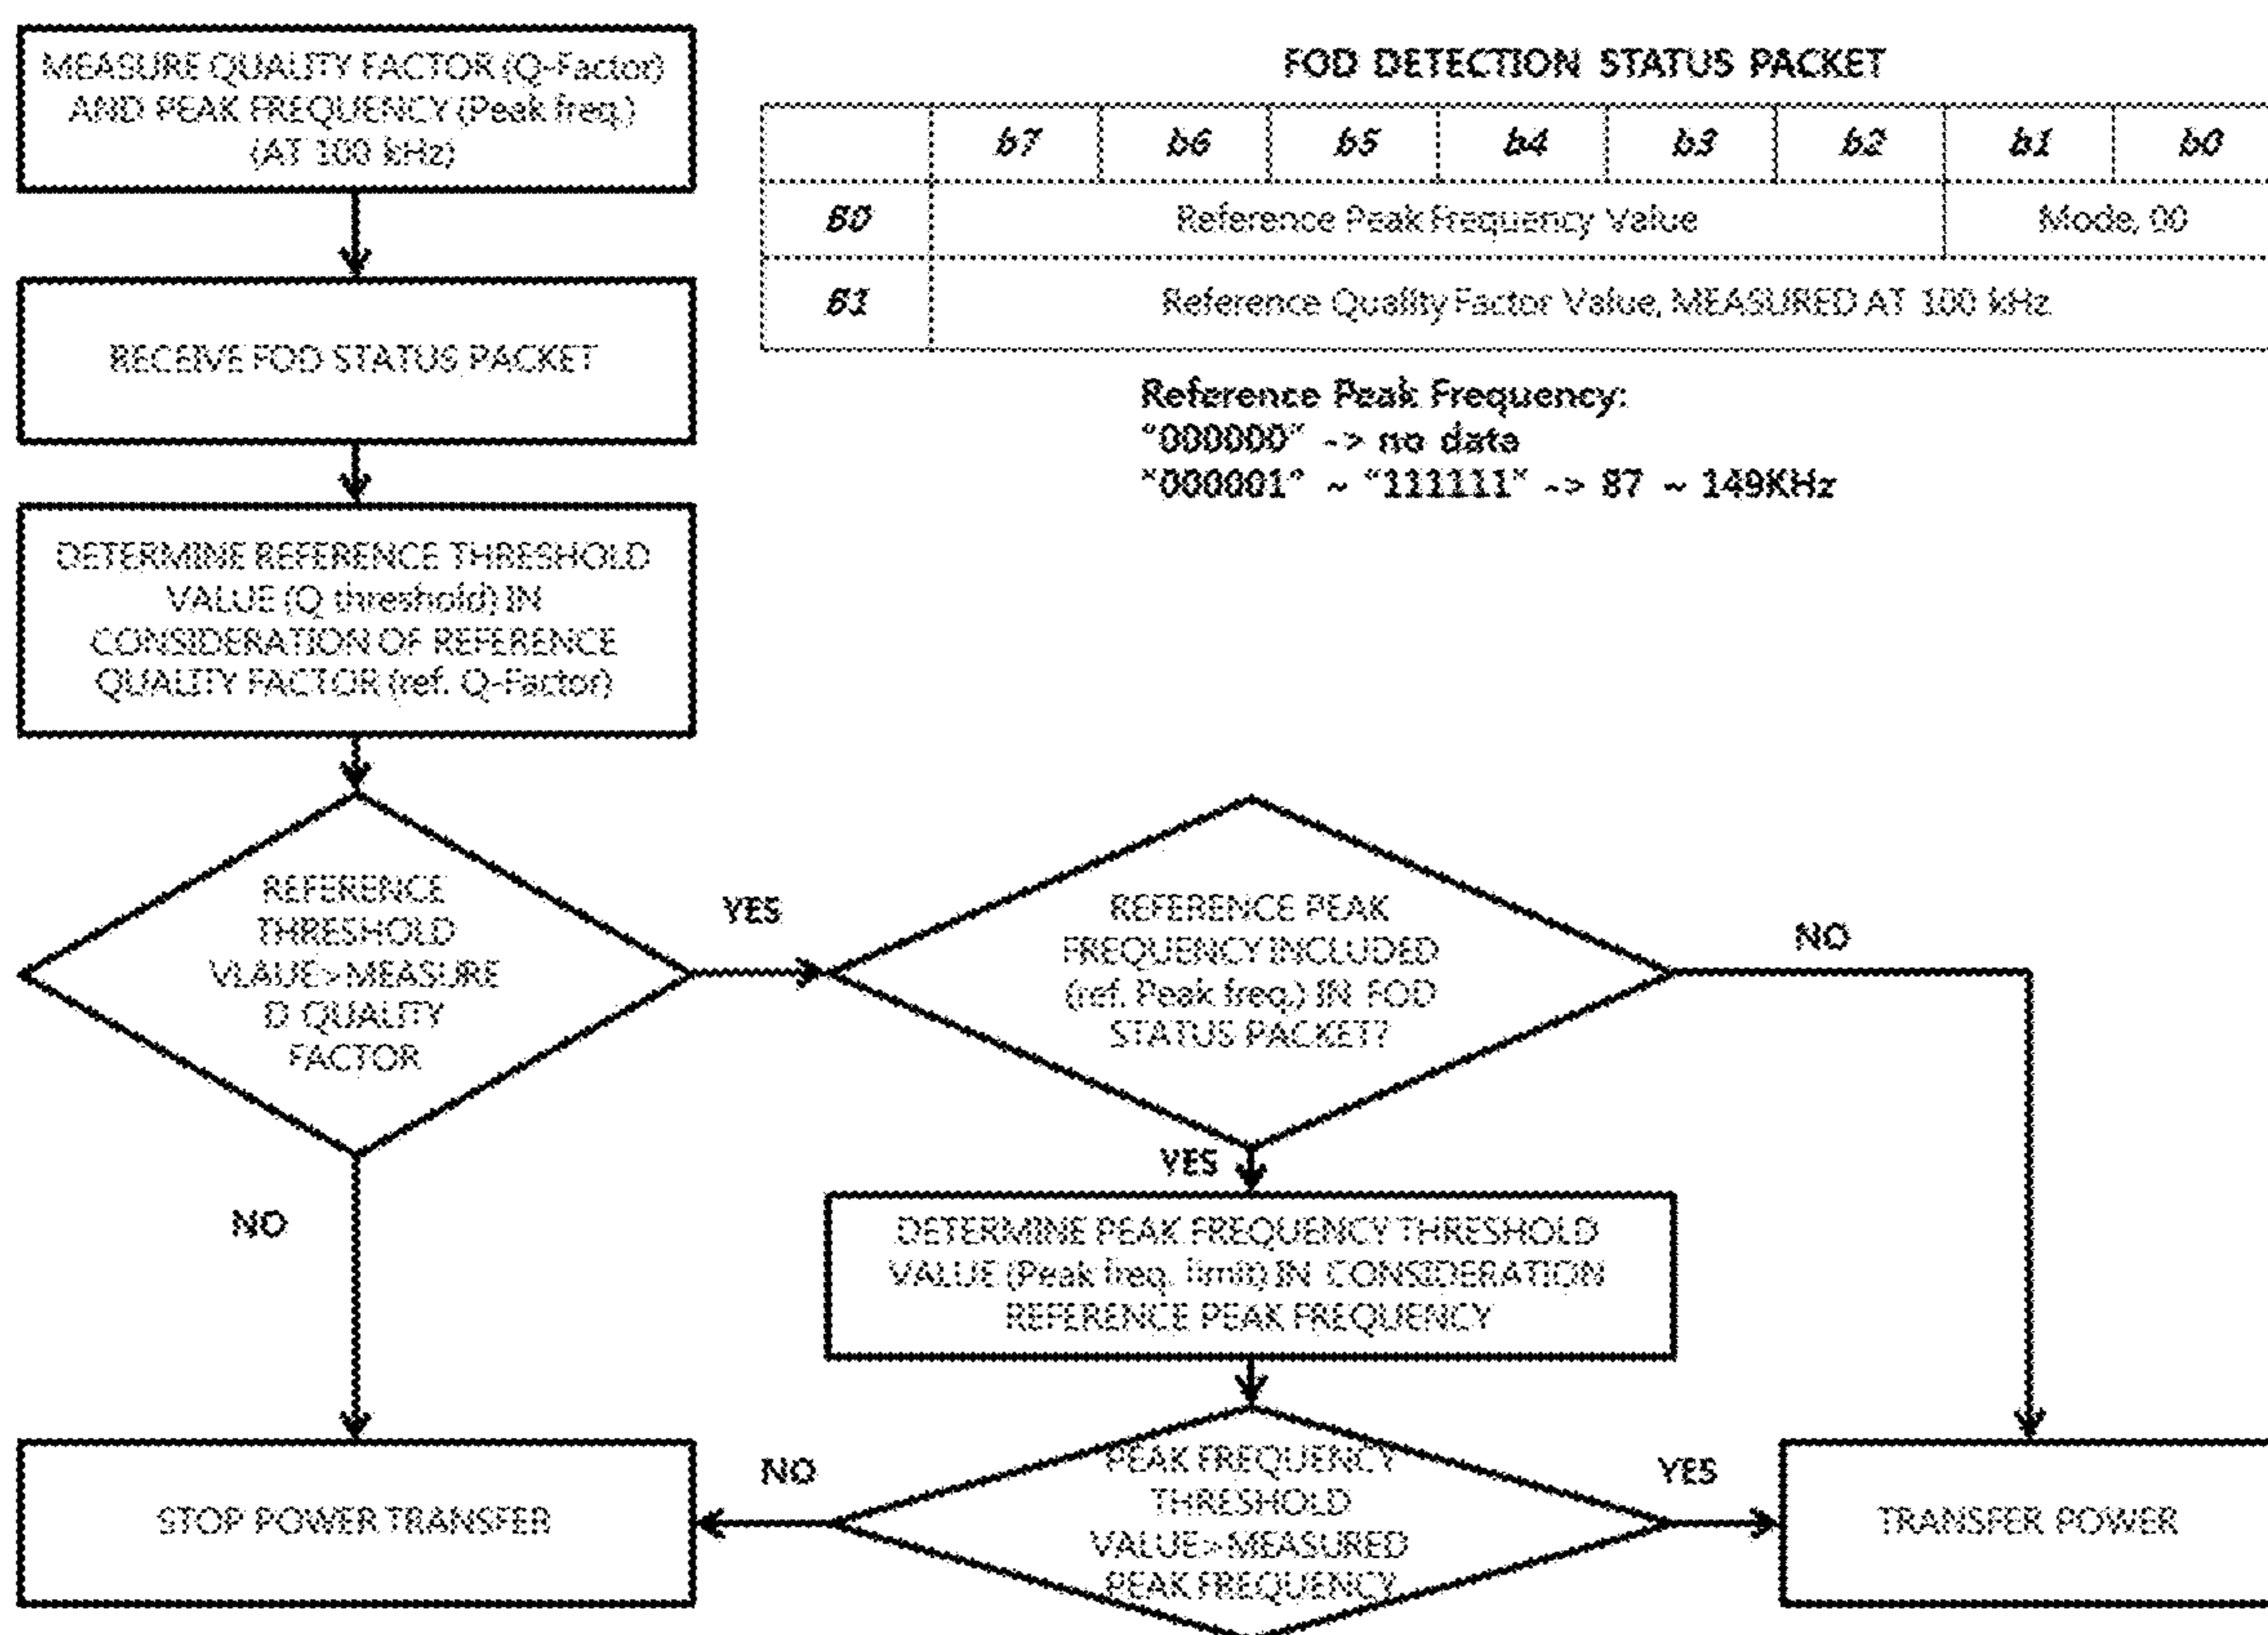 MEASURE QUALITY FACTOR (Q-Factor)
AND PEAK FREQUENCY (Peak freq.)
(AT 100 kHz)
RECEIVE FOD STATUS PACKET
DETERMINE REFERENCE THRESHOLD
VALUE (Q threshold) IN
CONSIDERATION OF REFERENCE
QUALITY FACTOR (ref. Q-Factor)
FOD DETECTION STATUS PACKET
b7 b6 b5 b4 b3 b2 b1 b0
B0 Reference Peak Frequency Value Mode, 00
B1 Reference Quality Factor Value, MEASURED AT 100 kHz
Reference Peak Frequency:
"000000" -> no data
"000001" ~ "111111" -> 87 ~ 149KHz
REFERENCE
THRESHOLD
VLAUE>MEASURE
D QUALITY
FACTOR
YES
NO
REFERENCE PEAK
FREQUENCY INCLUDED
(ref. Peak freq.) IN FOD
STATUS PACKET?
NO
YES
DETERMINE PEAK FREQUENCY THRESHOLD
VALUE (Peak freq. limit) IN CONSIDERATION
REFERENCE PEAK FREQUENCY
STOP POWER TRANSFER
NO
PEAK FREQUENCY
THRESHOLD
VALUE>MEASURED
PEAK FREQUENCY
YES
TRANSFER POWER